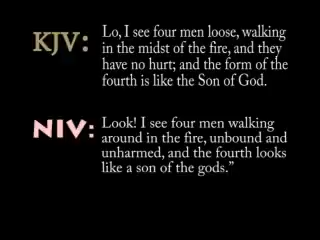 KJV: Lo, I see four men loose, walking
in the midst of the fire, and they
have no hurt; and the form of the
fourth is like the Son of God.
NIV: Look! I see four men walking
around in the fire, unbound and
unharmed, and the fourth looks
like a son of the gods.”